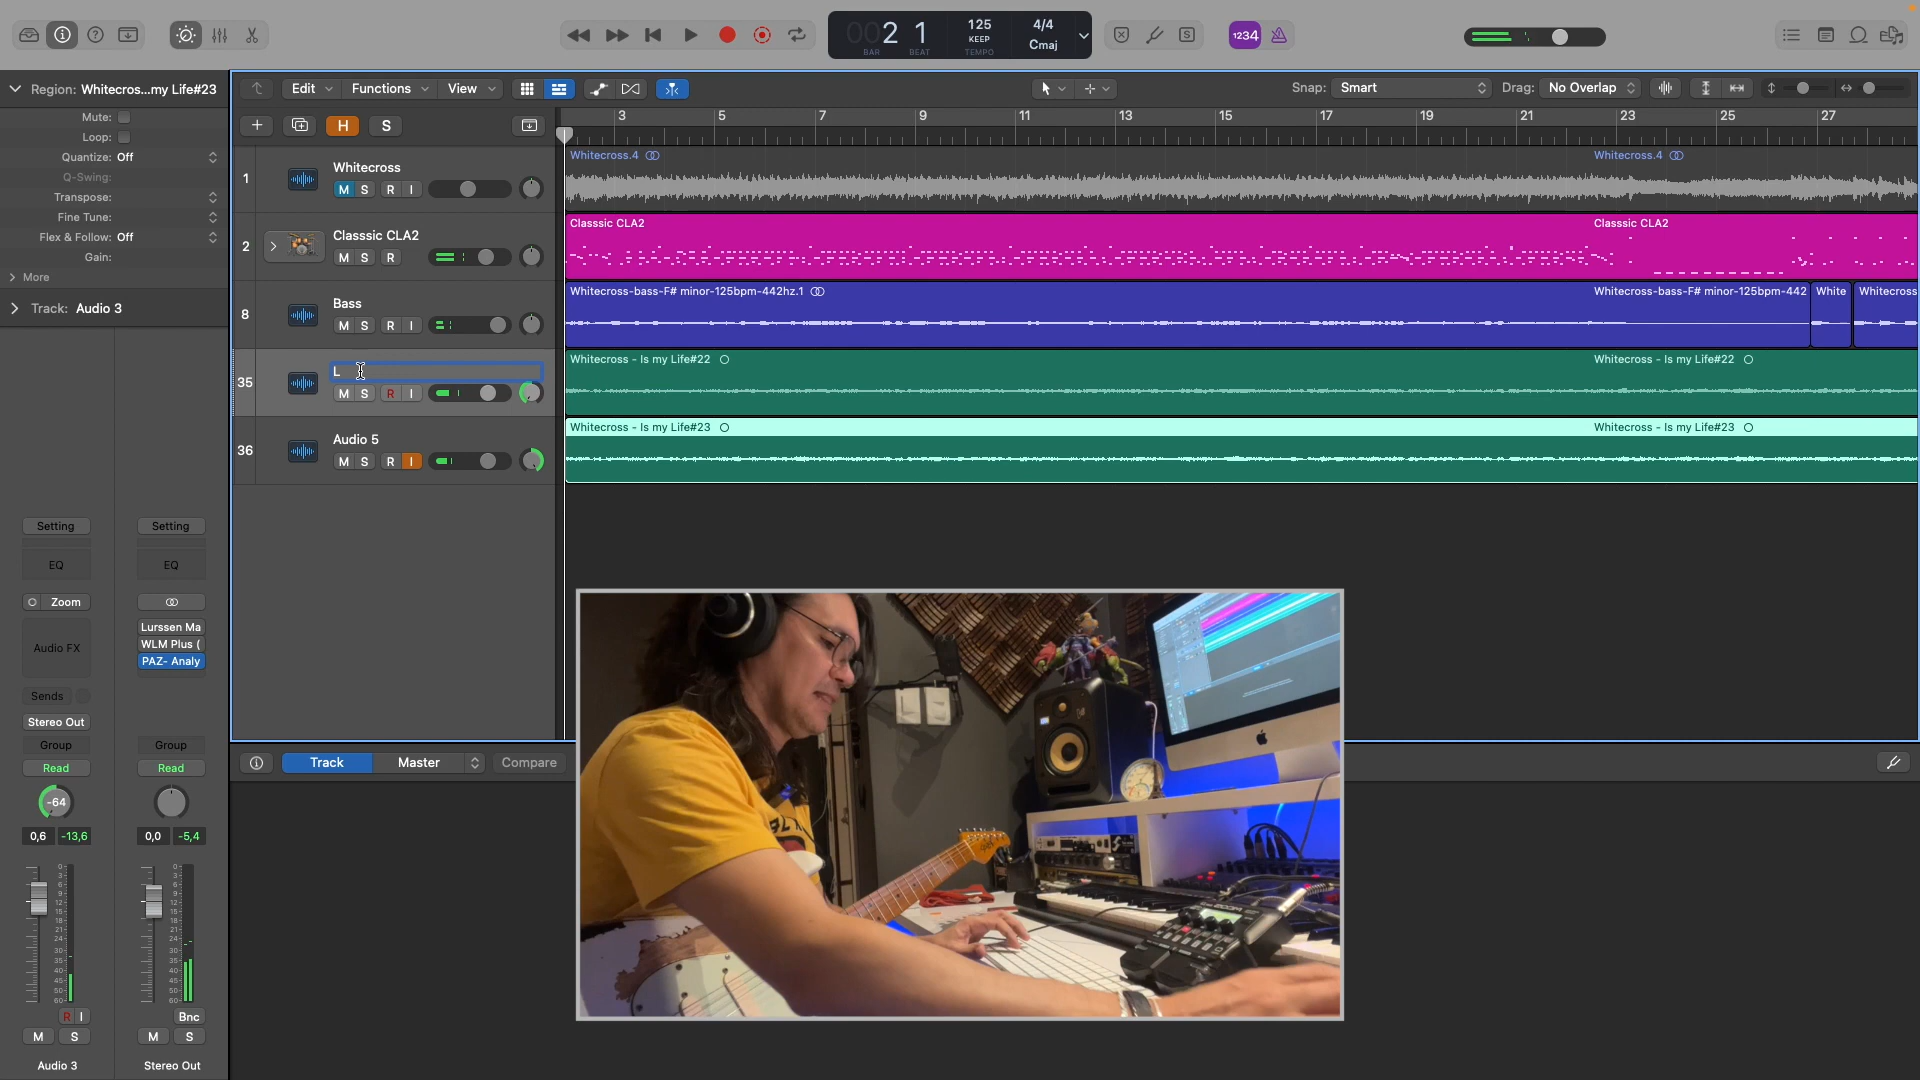 1234
002 1
BAR BEAT
125
KEEP
TEMPO
4/4
Cmaj
S
Region: Whitecros...my Life#23
Mute:
Loop:
Quantize: Off
Q-Swing:
Transpose:
Fine Tune:
Flex & Follow: Off
Gain:
More
Track: Audio 3
Edit Functions View
Snap: Smart
Drag: No Overlap
H S
3 5 7 9 11 13 15 17 19 21 23 25 27
1
Whitecross
M S R I
Whitecross.4
Whitecross.4
2
Classsic CLA2
M S R
Classsic CLA2
Classsic CLA2
8
Bass
M S R I
Whitecross-bass-F# minor-125bpm-442hz.1
Whitecross-bass-F# minor-125bpm-442
White
Whitecross
35
L
M S R I
Whitecross - Is my Life#22
Whitecross - Is my Life#22
36
Audio 5
M S R I
Whitecross - Is my Life#23
Whitecross - Is my Life#23
Setting
Setting
EQ
EQ
Zoom
Audio FX
Lurssen Ma
WLM Plus (
PAZ- Analy
Sends
Stereo Out
Group
Group
Read
Read
-64
0,6 -13,6
0,0 -5,4
R I
Bnc
M S
M S
Audio 3
Stereo Out
Track Master Compare